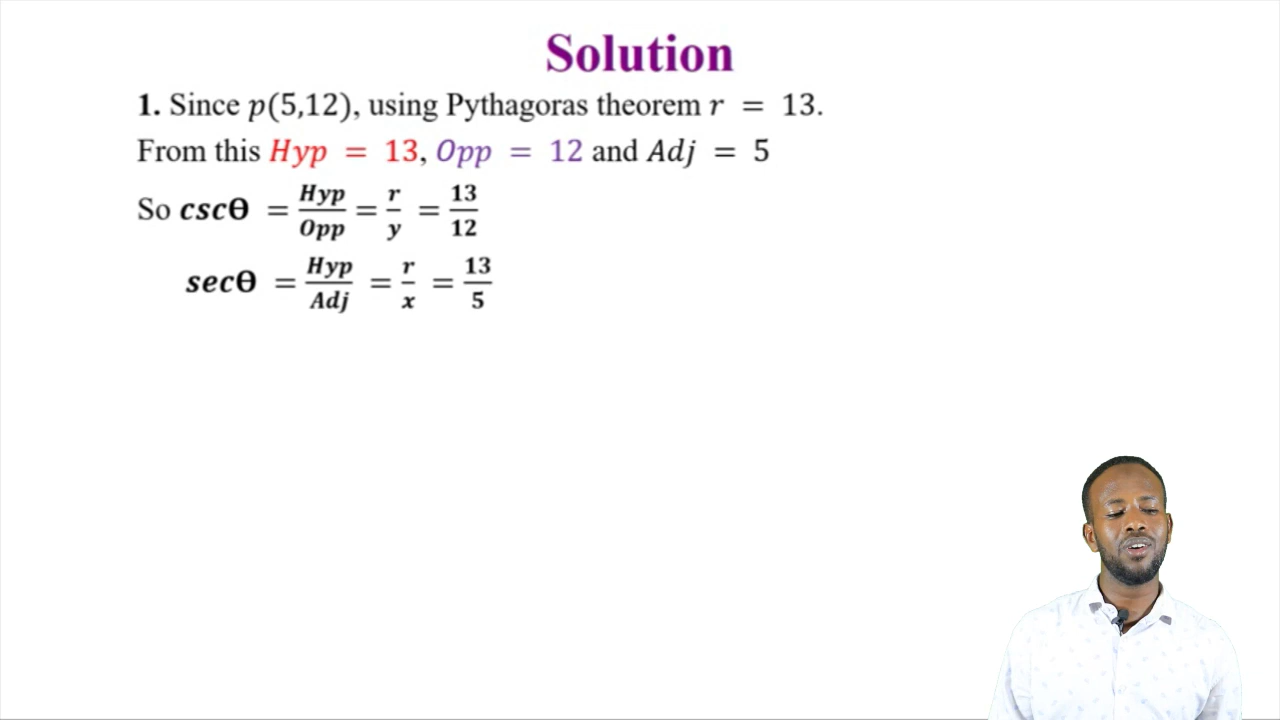 Solution
1. Since p(5,12), using Pythagoras theorem r = 13.
From this Hyp = 13, Opp = 12 and Adj = 5
So cscθ = Hyp/Opp = r/y = 13/12
secθ = Hyp/Adj = r/x = 13/5